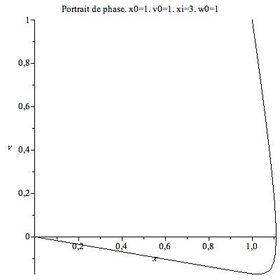 Portrait de phase. x0=1. v0=1. xi=3. w0=1
1
0,8
0,6
v
0,4
0,2
0
0,2 0,4 0,6 0,8 1,0
x